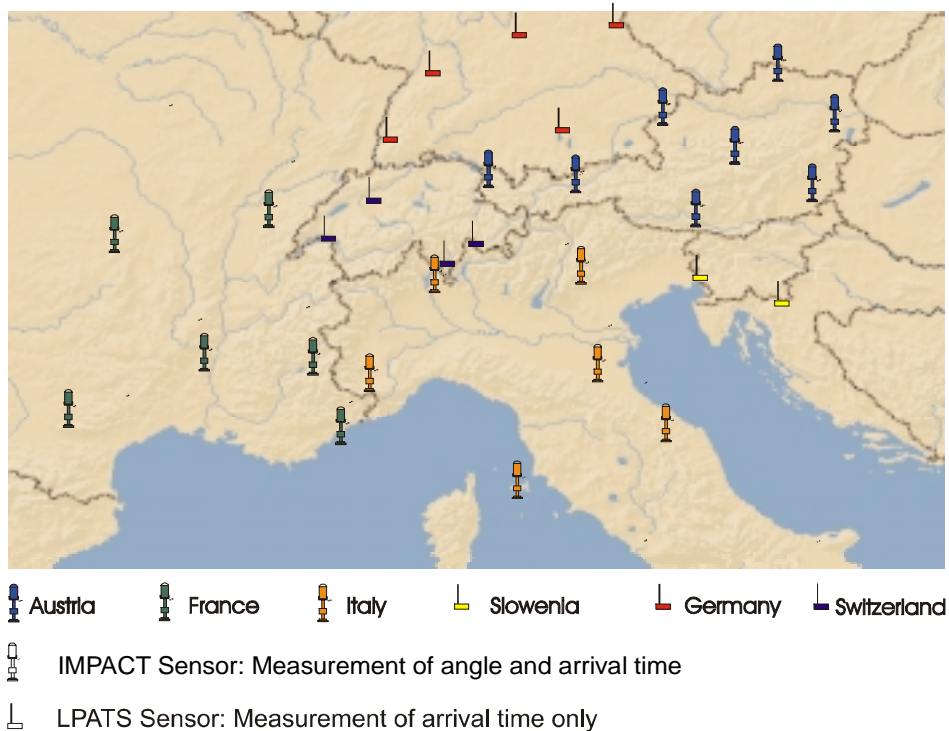 Austria France Italy Slowenia Germany Switzerland
IMPACT Sensor: Measurement of angle and arrival time
LPATS Sensor: Measurement of arrival time only